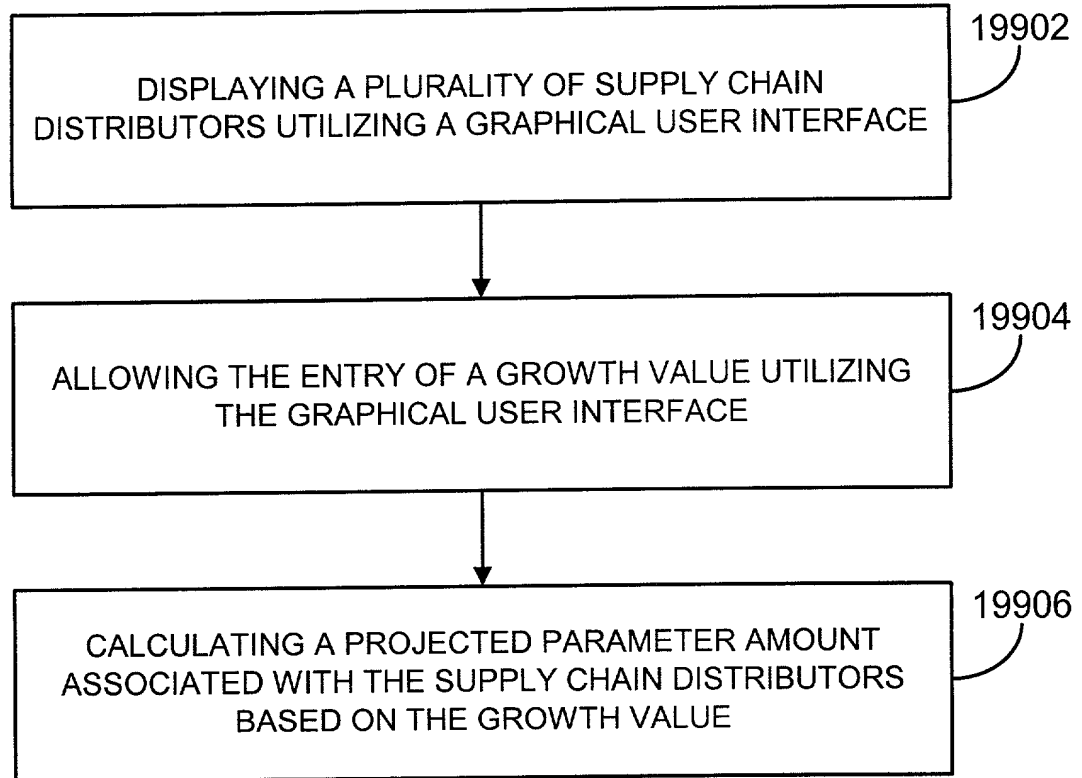 19902
DISPLAYING A PLURALITY OF SUPPLY CHAIN
DISTRIBUTORS UTILIZING A GRAPHICAL USER INTERFACE
19904
ALLOWING THE ENTRY OF A GROWTH VALUE UTILIZING
THE GRAPHICAL USER INTERFACE
19906
CALCULATING A PROJECTED PARAMETER AMOUNT
ASSOCIATED WITH THE SUPPLY CHAIN DISTRIBUTORS
BASED ON THE GROWTH VALUE